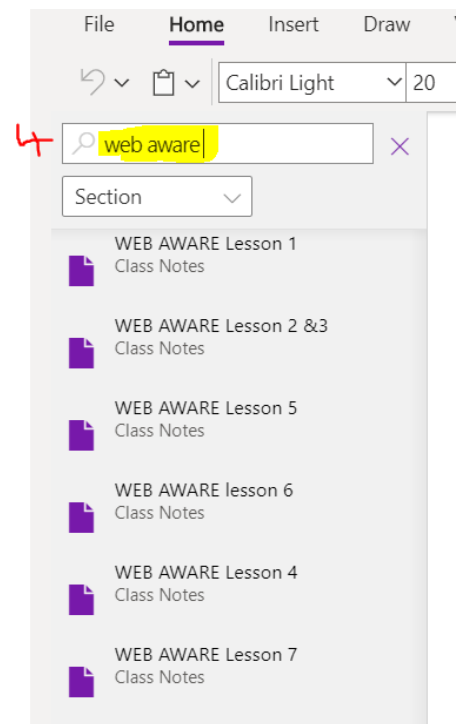 File Home Insert Draw
Calibri Light 20
4 web aware
Section
WEB AWARE Lesson 1
Class Notes
WEB AWARE Lesson 2 &3
Class Notes
WEB AWARE Lesson 5
Class Notes
WEB AWARE lesson 6
Class Notes
WEB AWARE Lesson 4
Class Notes
WEB AWARE Lesson 7
Class Notes